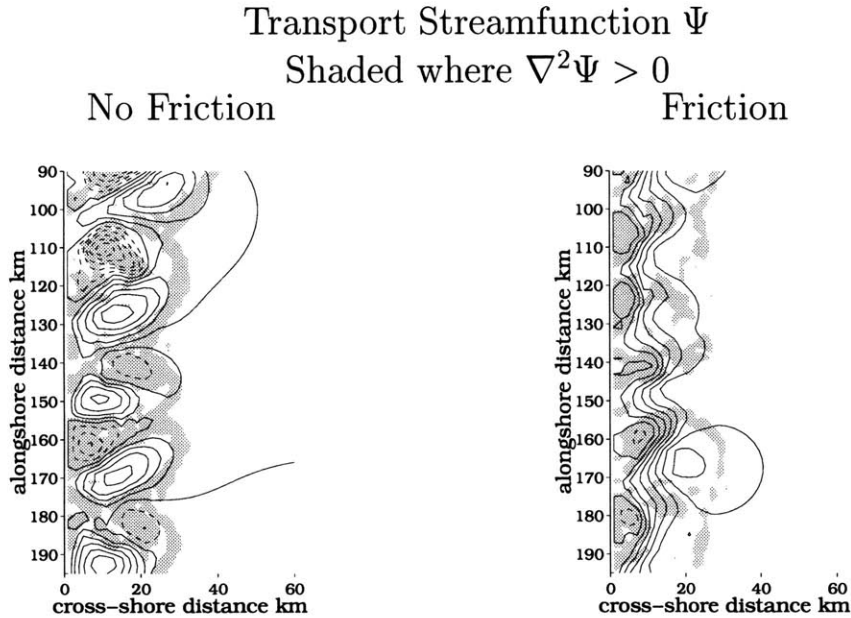 Transport Streamfunction Ψ
Shaded where ∇²Ψ > 0
No Friction
Friction
90
100
110
120
130
140
150
160
170
180
190
alongshore distance km
0 20 40 60
cross-shore distance km
90
100
110
120
130
140
150
160
170
180
190
alongshore distance km
0 20 40 60
cross-shore distance km